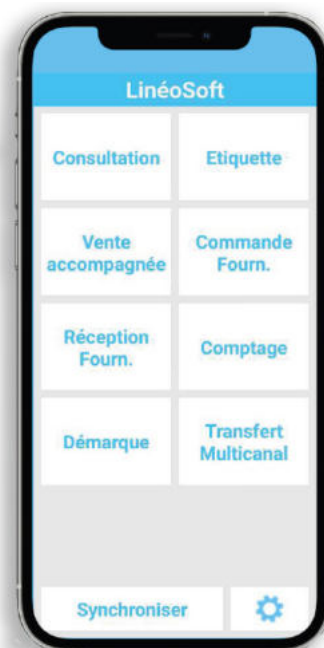 LinéoSoft
Consultation
Etiquette
Vente
accompagnée
Commande
Fourn.
Réception
Fourn.
Comptage
Démarque
Transfert
Multicanal
Synchroniser